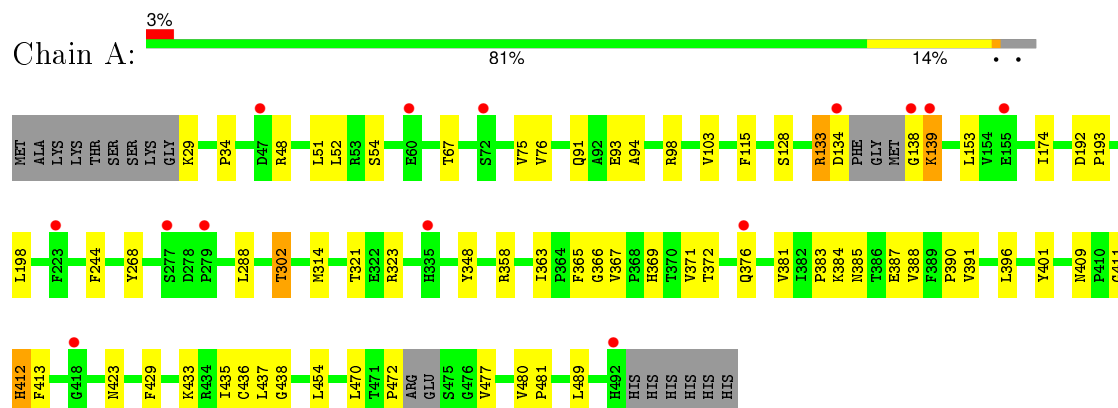 3%
Chain A:
81% 14% • •
MET ALA LYS LYS THR SER SER LYS GLY K29 P34 D47 R48 L51 L52 R53 S54 E60 T67 S72 V75 V76 Q91 A92 E93 A94 R98 V103 F115 S128 R133 D134 PHE GLY MET G138 K139 L153 V154 E155 I174 D192 P193
L198 F223 F244 Y268 S277 D278 P279 L288 T302 M314 T321 E322 R323 H335 Y348 R358 I363 P364 F365 G366 V367 P368 H369 T370 V371 T372 Q376 V381 I382 P383 K384 N385 T386 E387 V388 F389 P390 V391 L396 Y401 N409 P410 G411
H412 F413 G418 N423 F429 K433 R434 I435 C436 L437 G438 L454 L470 T471 P472 ARG GLU S475 G476 V477 V480 P481 L489 H492 HIS HIS HIS HIS HIS HIS